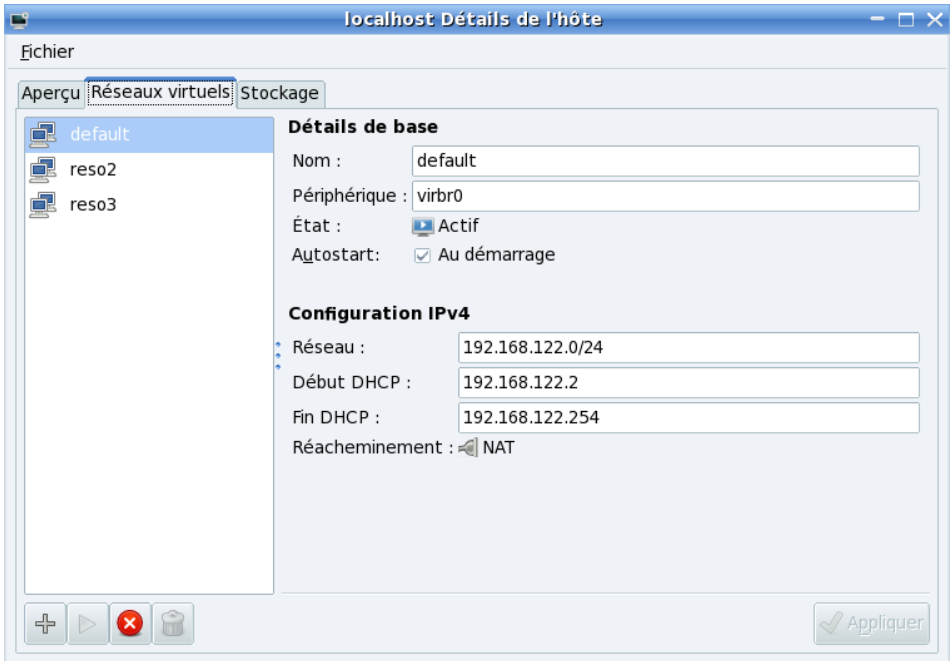 localhost Détails de l'hôte
Fichier
Aperçu Réseaux virtuels Stockage
default
reso2
reso3
Détails de base
Nom : default
Périphérique : virbr0
État : Actif
Autostart: Au démarrage
Configuration IPv4
Réseau : 192.168.122.0/24
Début DHCP : 192.168.122.2
Fin DHCP : 192.168.122.254
Réacheminement : NAT
Appliquer